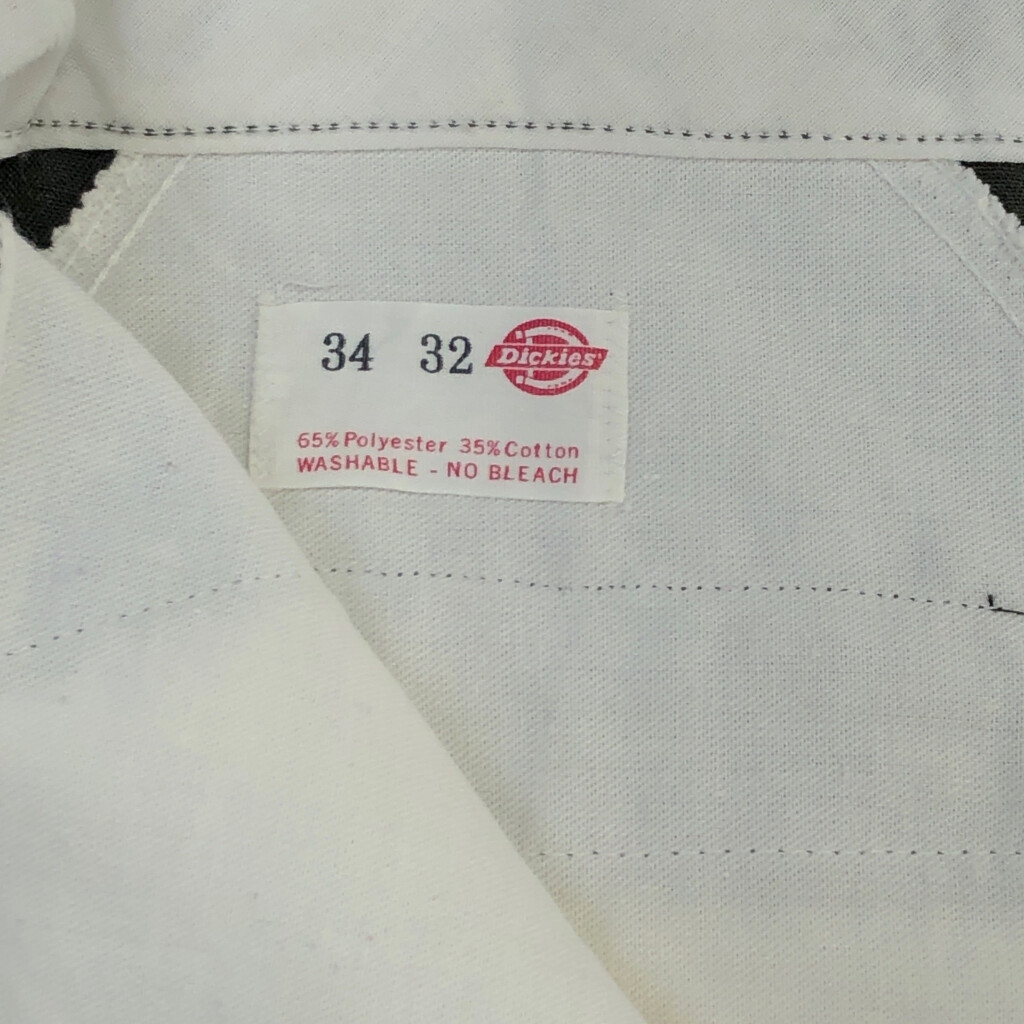 34 32 Dickies
65% Polyester 35% Cotton
WASHABLE - NO BLEACH